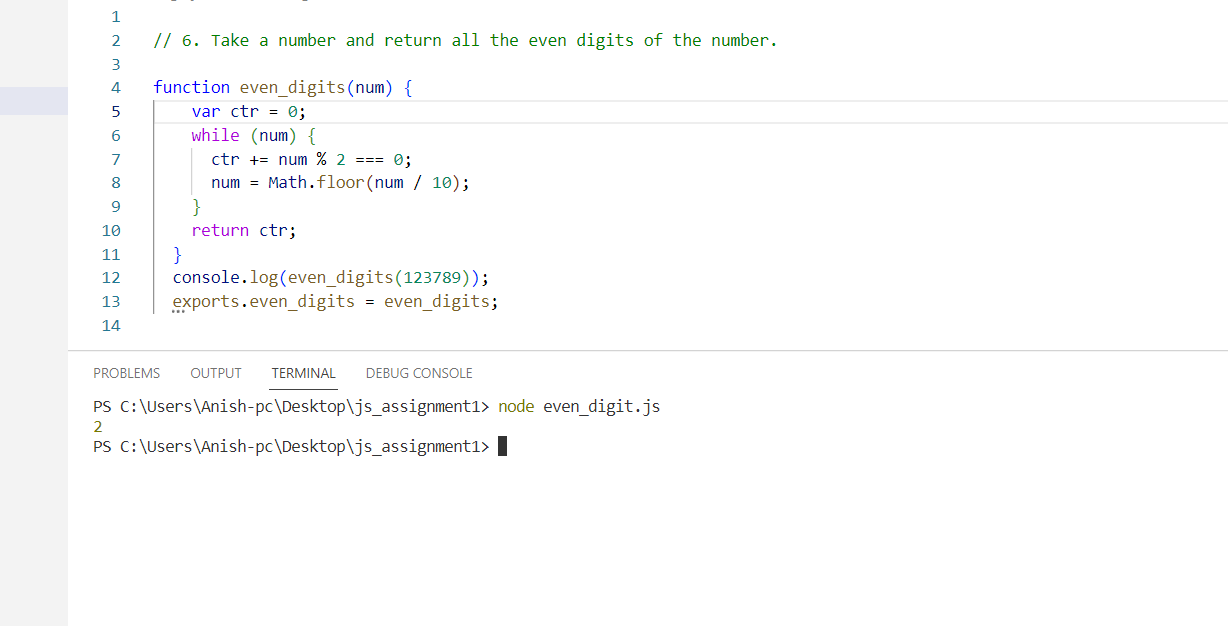 1
2 // 6. Take a number and return all the even digits of the number.
3
4 function even_digits(num) {
5 var ctr = 0;
6 while (num) {
7 ctr += num % 2 === 0;
8 num = Math.floor(num / 10);
9 }
10 return ctr;
11 }
12 console.log(even_digits(123789));
13 exports.even_digits = even_digits;
14
PROBLEMS OUTPUT TERMINAL DEBUG CONSOLE
PS C:\Users\Anish-pc\Desktop\js_assignment1> node even_digit.js
2
PS C:\Users\Anish-pc\Desktop\js_assignment1>